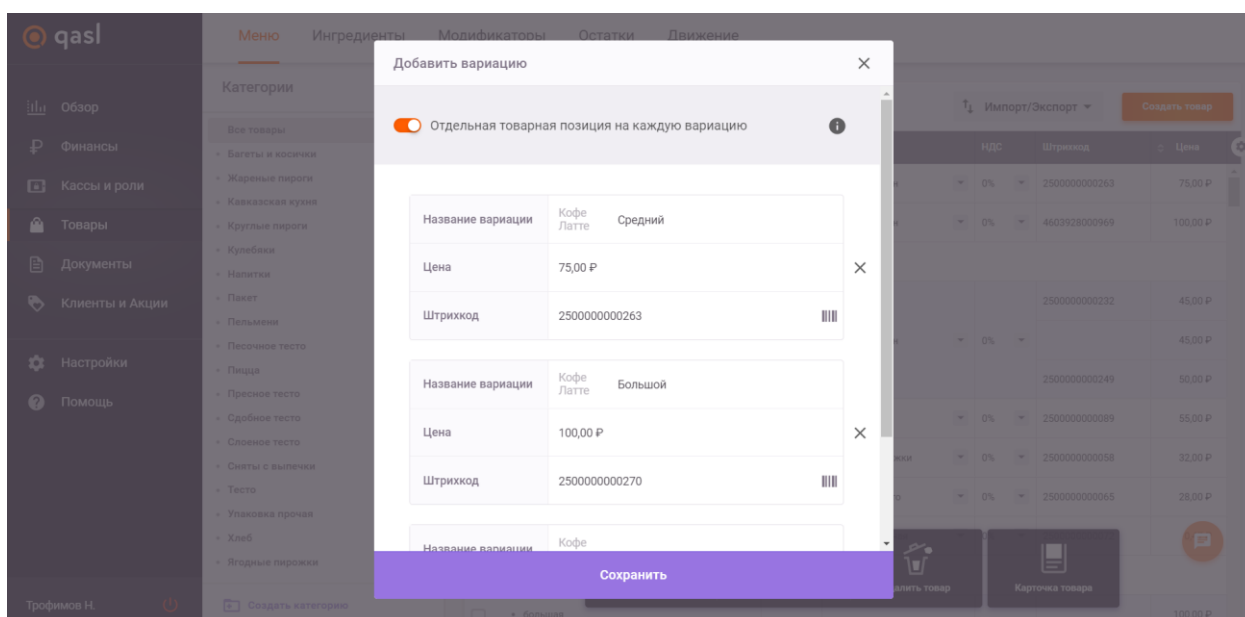 qasl
Меню Ингредиенты Модификаторы Остатки Движение
Добавить вариацию
Категории
Обзор
Финансы
Кассы и роли
Товары
Документы
Клиенты и Акции
Настройки
Помощь
Трофимов Н.
Все товары
Багеты и косички
Жареные пироги
Кавказская кухня
Круглые пироги
Кулебяки
Напитки
Пакет
Пельмени
Песочное тесто
Пицца
Пресное тесто
Сдобное тесто
Слоеное тесто
Сняты с выпечки
Тесто
Упаковка прочая
Хлеб
Ягодные пирожки
Создать категорию
Отдельная товарная позиция на каждую вариацию
Название вариации Кофе Латте Средний
Цена 75,00 ₽
Штрихкод 2500000000263
Название вариации Кофе Латте Большой
Цена 100,00 ₽
Штрихкод 2500000000270
Название вариации Кофе
Сохранить
Импорт/Экспорт
Создать товар
НДС Штрихкод Цена
0% 2500000000263 75,00 ₽
0% 4603928000969 100,00 ₽
2500000000232 45,00 ₽
0% 45,00 ₽
2500000000249 50,00 ₽
0% 2500000000089 55,00 ₽
0% 2500000000058 32,00 ₽
0% 2500000000065 28,00 ₽
Карточка товара
большая
100,00 ₽